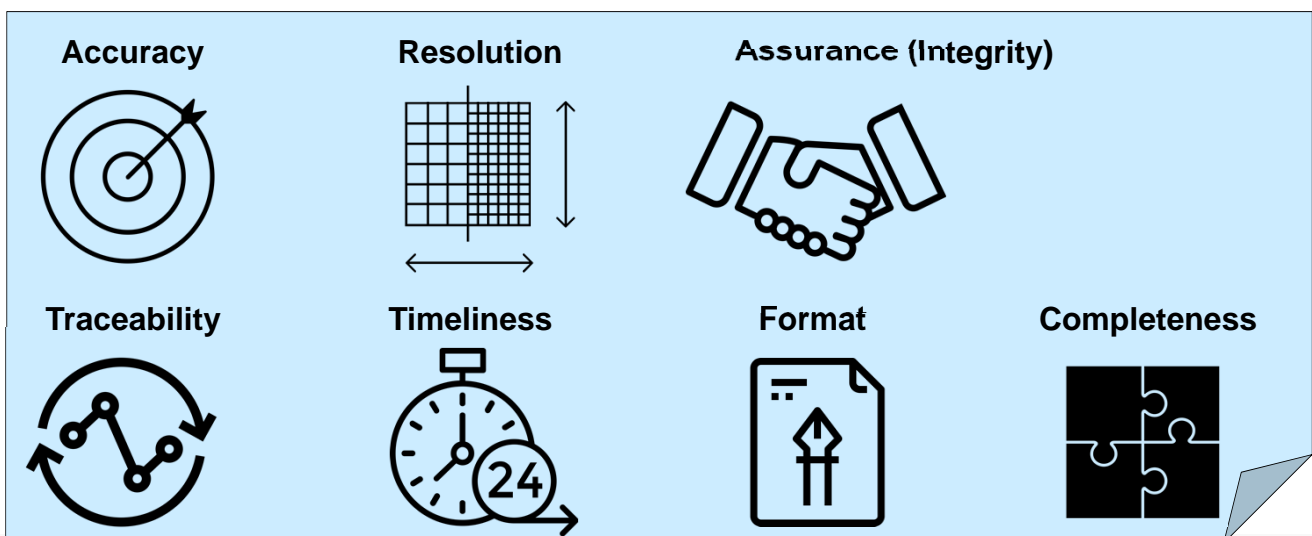 Accuracy
Resolution
Assurance (Integrity)
Traceability
Timeliness
Format
Completeness
24